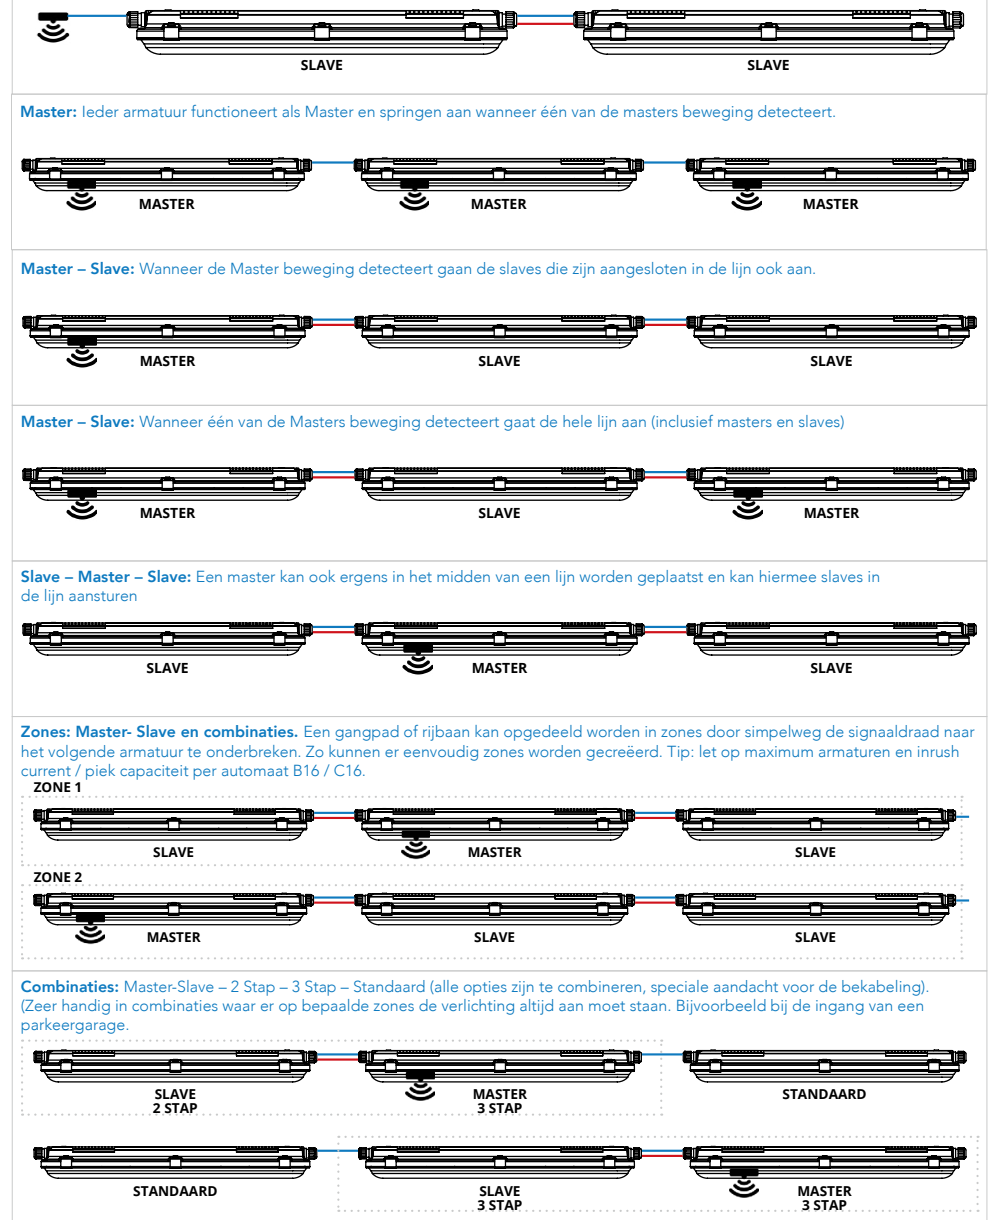 SLAVE SLAVE
Master: Ieder armatuur functioneert als Master en springen aan wanneer één van de masters beweging detecteert.
MASTER MASTER MASTER
Master – Slave: Wanneer de Master beweging detecteert gaan de slaves die zijn aangesloten in de lijn ook aan.
MASTER SLAVE SLAVE
Master – Slave: Wanneer één van de Masters beweging detecteert gaat de hele lijn aan (inclusief masters en slaves)
MASTER SLAVE MASTER
Slave – Master – Slave: Een master kan ook ergens in het midden van een lijn worden geplaatst en kan hiermee slaves in
de lijn aansturen
SLAVE MASTER SLAVE
Zones: Master- Slave en combinaties. Een gangpad of rijbaan kan opgedeeld worden in zones door simpelweg de signaaldraad naar
het volgende armatuur te onderbreken. Zo kunnen er eenvoudig zones worden gecreëerd. Tip: let op maximum armaturen en inrush
current / piek capaciteit per automaat B16 / C16.
ZONE 1
SLAVE MASTER SLAVE
ZONE 2
MASTER SLAVE SLAVE
Combinaties: Master-Slave – 2 Stap – 3 Stap – Standaard (alle opties zijn te combineren, speciale aandacht voor de bekabeling).
(Zeer handig in combinaties waar er op bepaalde zones de verlichting altijd aan moet staan. Bijvoorbeeld bij de ingang van een
parkeergarage.
SLAVE MASTER STANDAARD
2 STAP 3 STAP
STANDAARD SLAVE MASTER
3 STAP 3 STAP